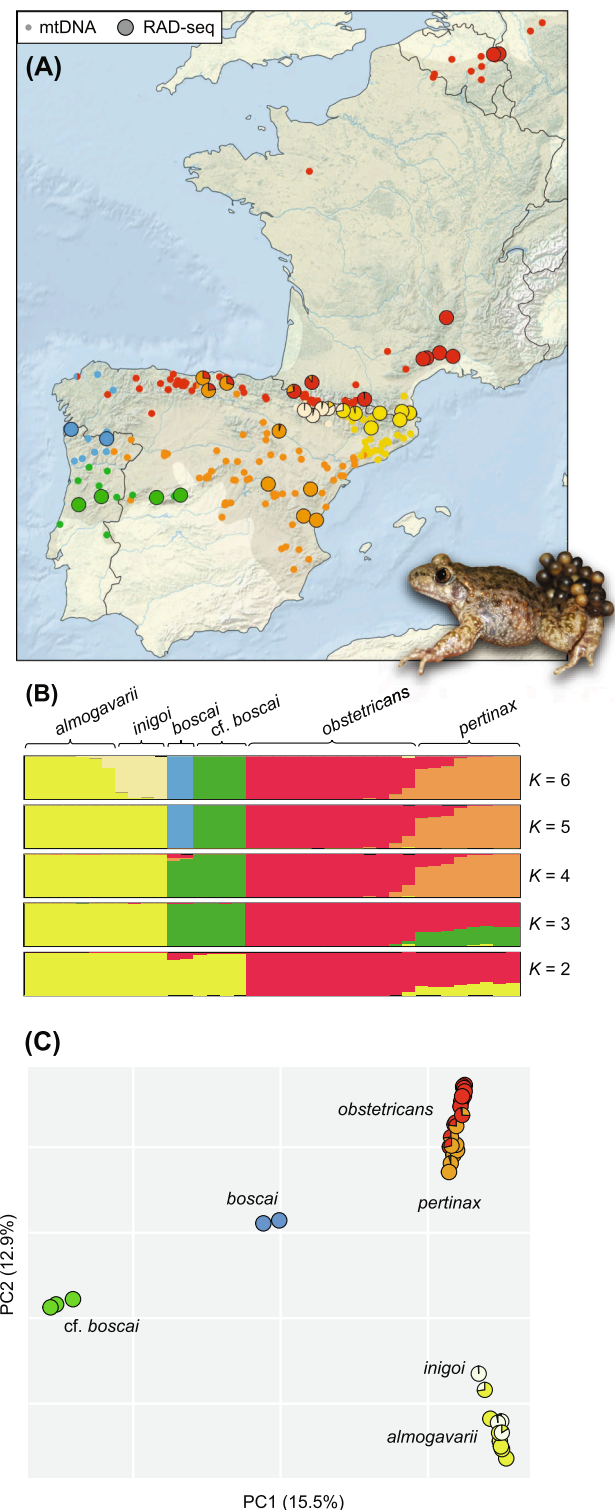 mtDNA RAD-seq
(A)
(B)
almogavarii inigoi boscai cf. boscai obstetricans pertinax
K = 6
K = 5
K = 4
K = 3
K = 2
(C)
obstetricans
pertinax
boscai
cf. boscai
inigoi
almogavarii
PC2 (12.9%)
PC1 (15.5%)